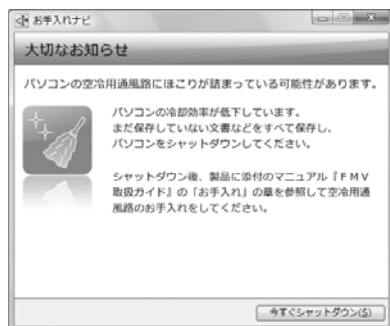 お手入れナビ
大切なお知らせ
パソコンの空冷用通風路にほこりが詰まっている可能性があります。
パソコンの冷却効率が低下しています。
まだ保存していない文書などをすべて保存し、
パソコンをシャットダウンしてください。
シャットダウン後、製品に添付のマニュアル『FMV
取扱ガイド』の「お手入れ」の章を参照して空冷用通
風路のお手入れをしてください。
今すぐシャットダウン(S)